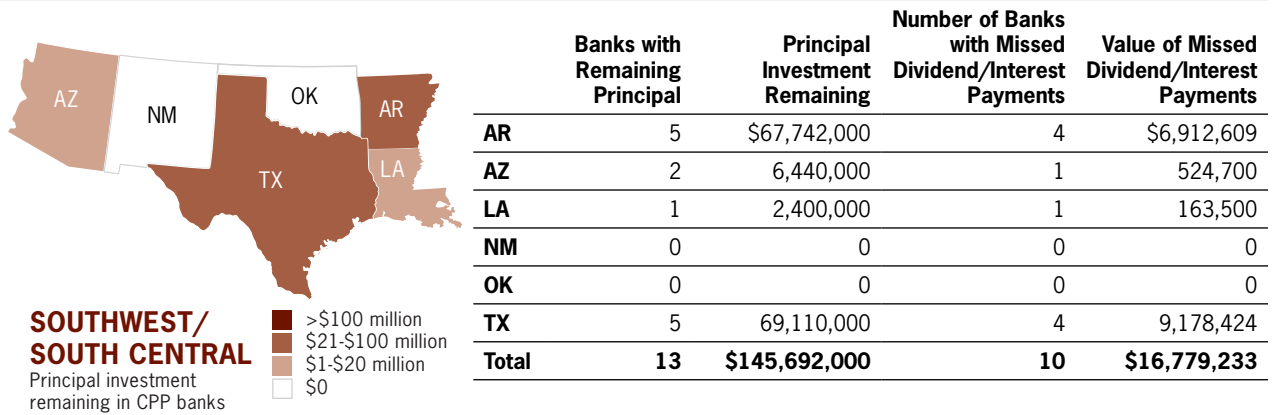 AZ
NM
OK
AR
TX
LA
SOUTHWEST/
SOUTH CENTRAL
Principal investment
remaining in CPP banks
>$100 million
$21-$100 million
$1-$20 million
$0
Banks with Remaining Principal Principal Investment Remaining Number of Banks with Missed Dividend/Interest Payments Value of Missed Dividend/Interest Payments
AR 5 $67,742,000 4 $6,912,609
AZ 2 6,440,000 1 524,700
LA 1 2,400,000 1 163,500
NM 0 0 0 0
OK 0 0 0 0
TX 5 69,110,000 4 9,178,424
Total 13 $145,692,000 10 $16,779,233